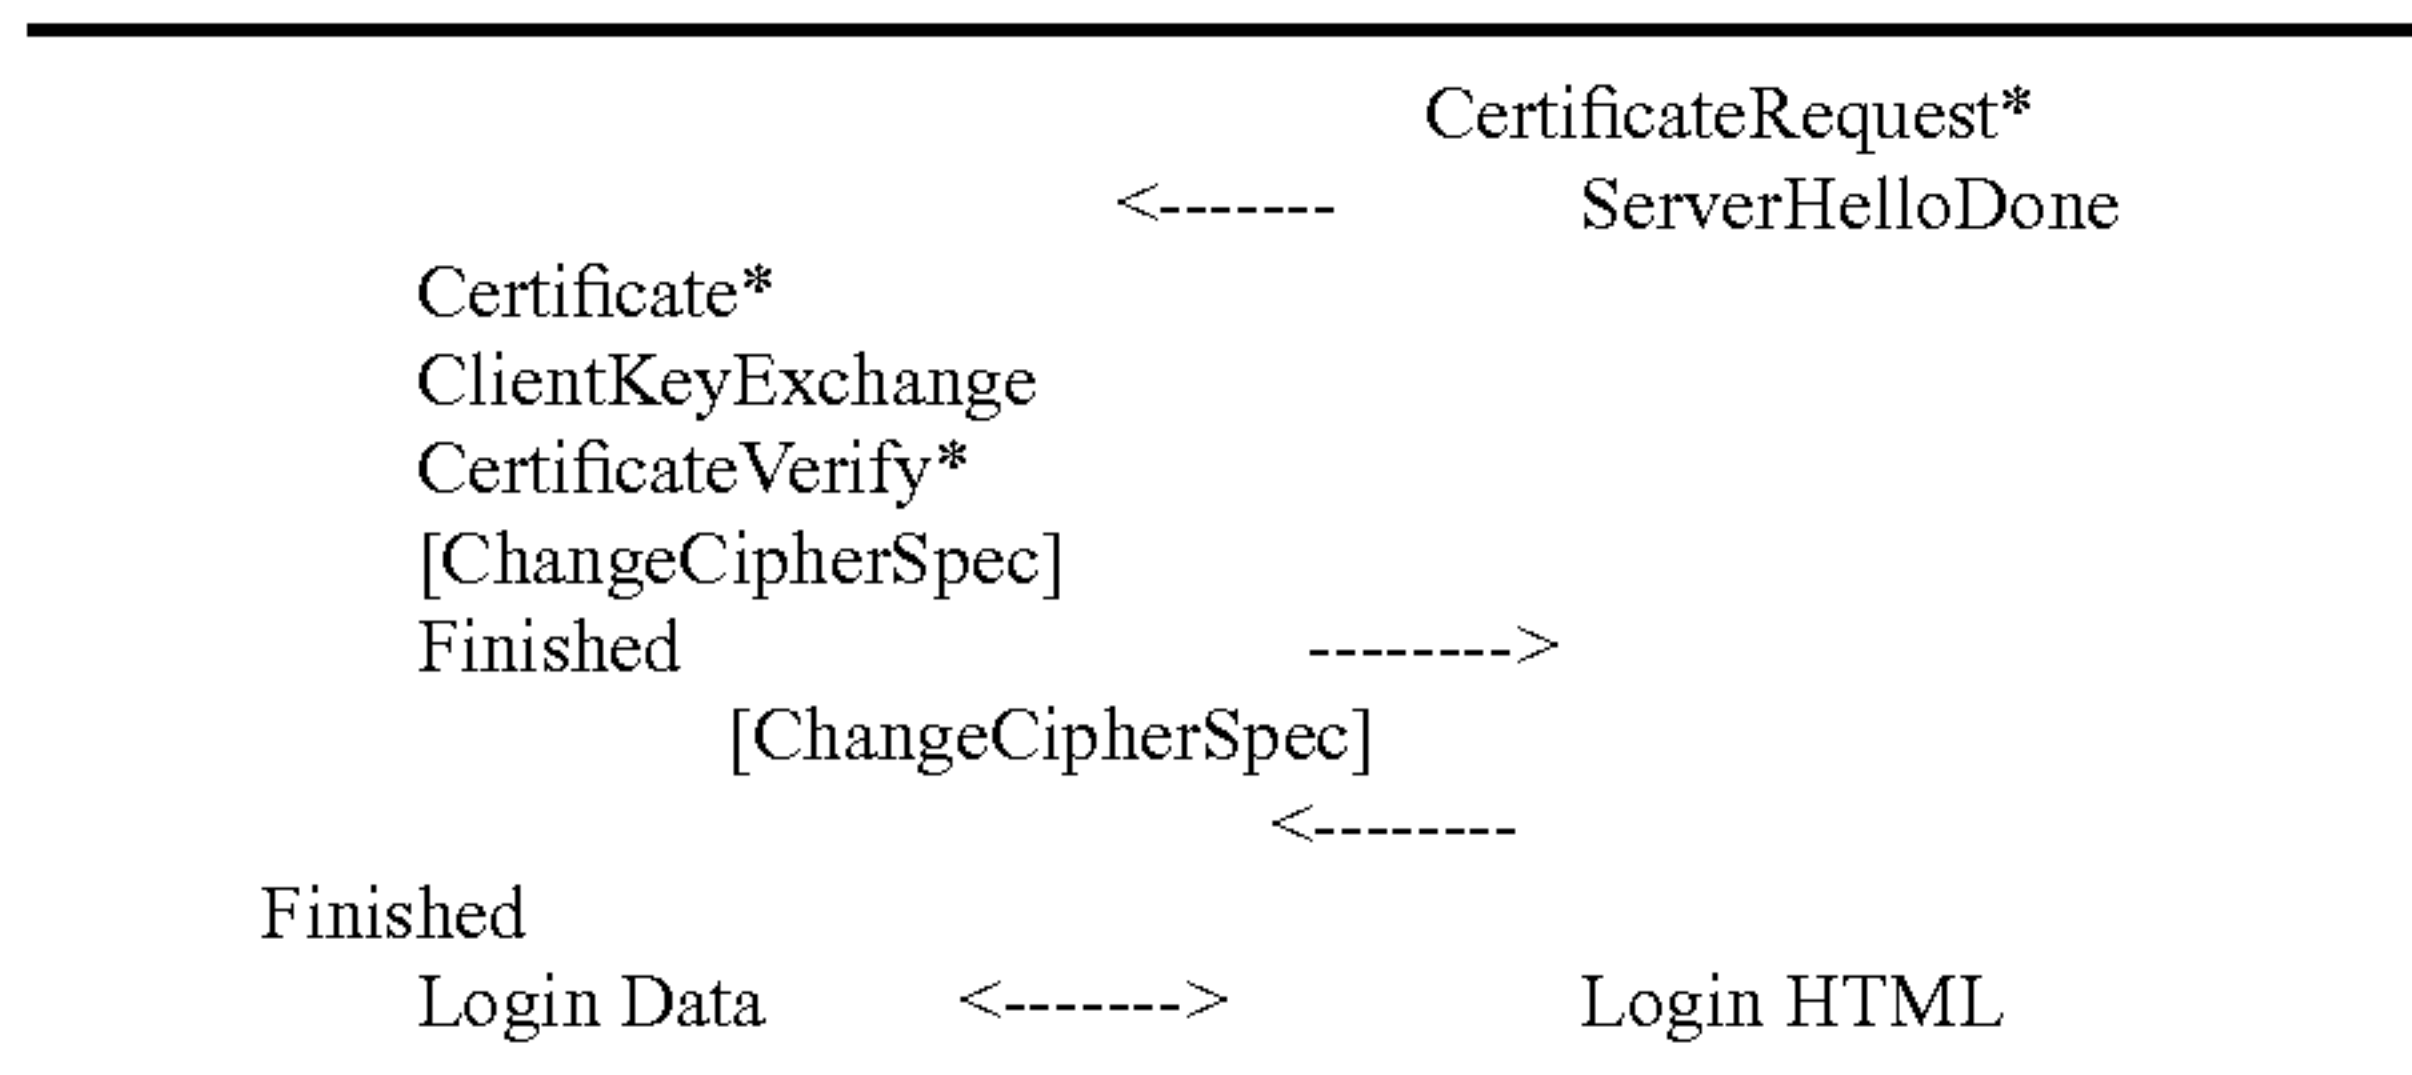 CertificateRequest*
<------- ServerHelloDone
Certificate*
ClientKeyExchange
CertificateVerify*
[ChangeCipherSpec]
Finished -------->
[ChangeCipherSpec]
<--------
Finished
Login Data <-------> Login HTML